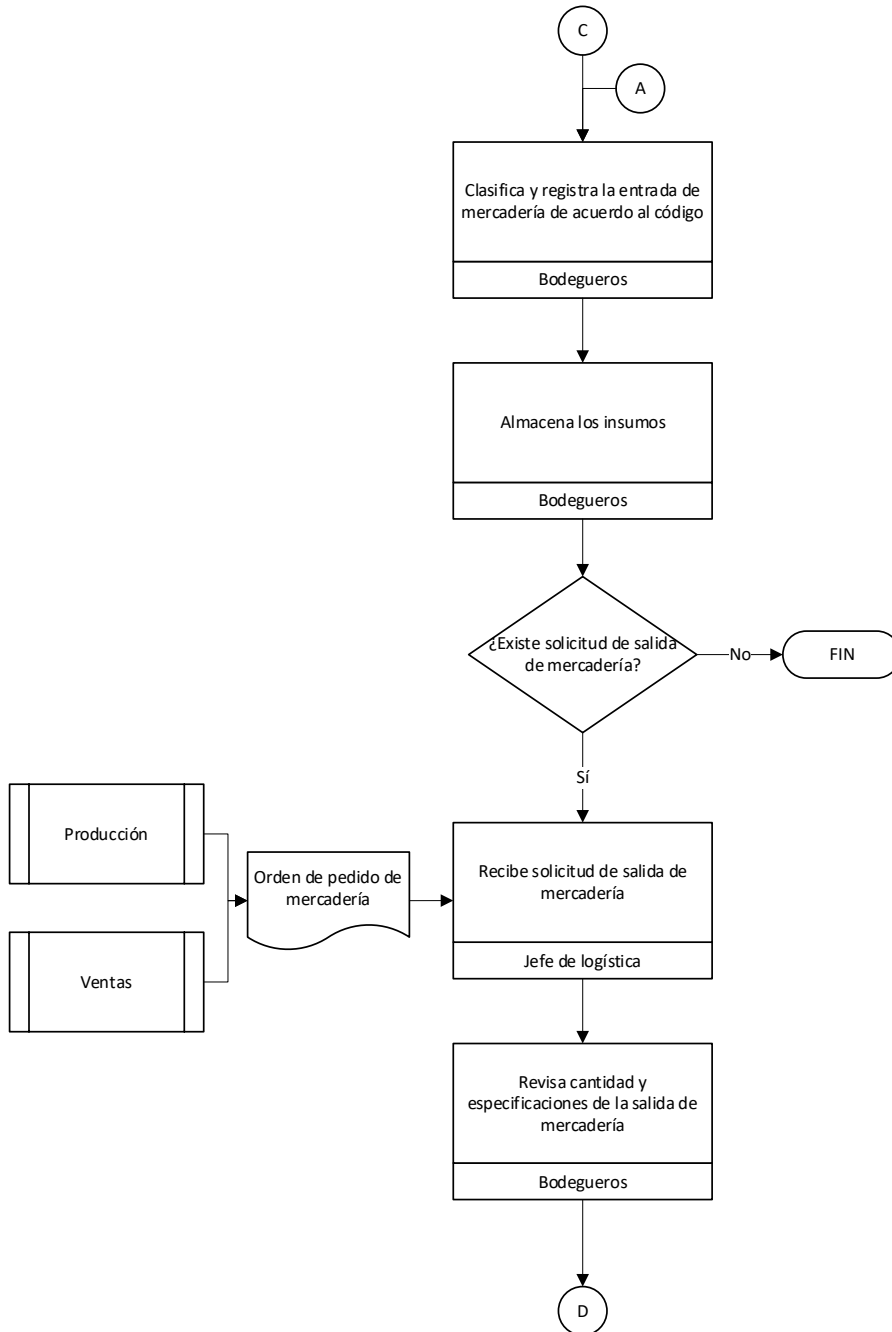 C
A
Clasifica y registra la entrada de
mercadería de acuerdo al código
Bodegueros
Almacena los insumos
Bodegueros
¿Existe solicitud de salida
de mercadería?
No
FIN
Sí
Producción
Orden de pedido de
mercadería
Recibe solicitud de salida de
mercadería
Jefe de logística
Ventas
Revisa cantidad y
especificaciones de la salida de
mercadería
Bodegueros
D